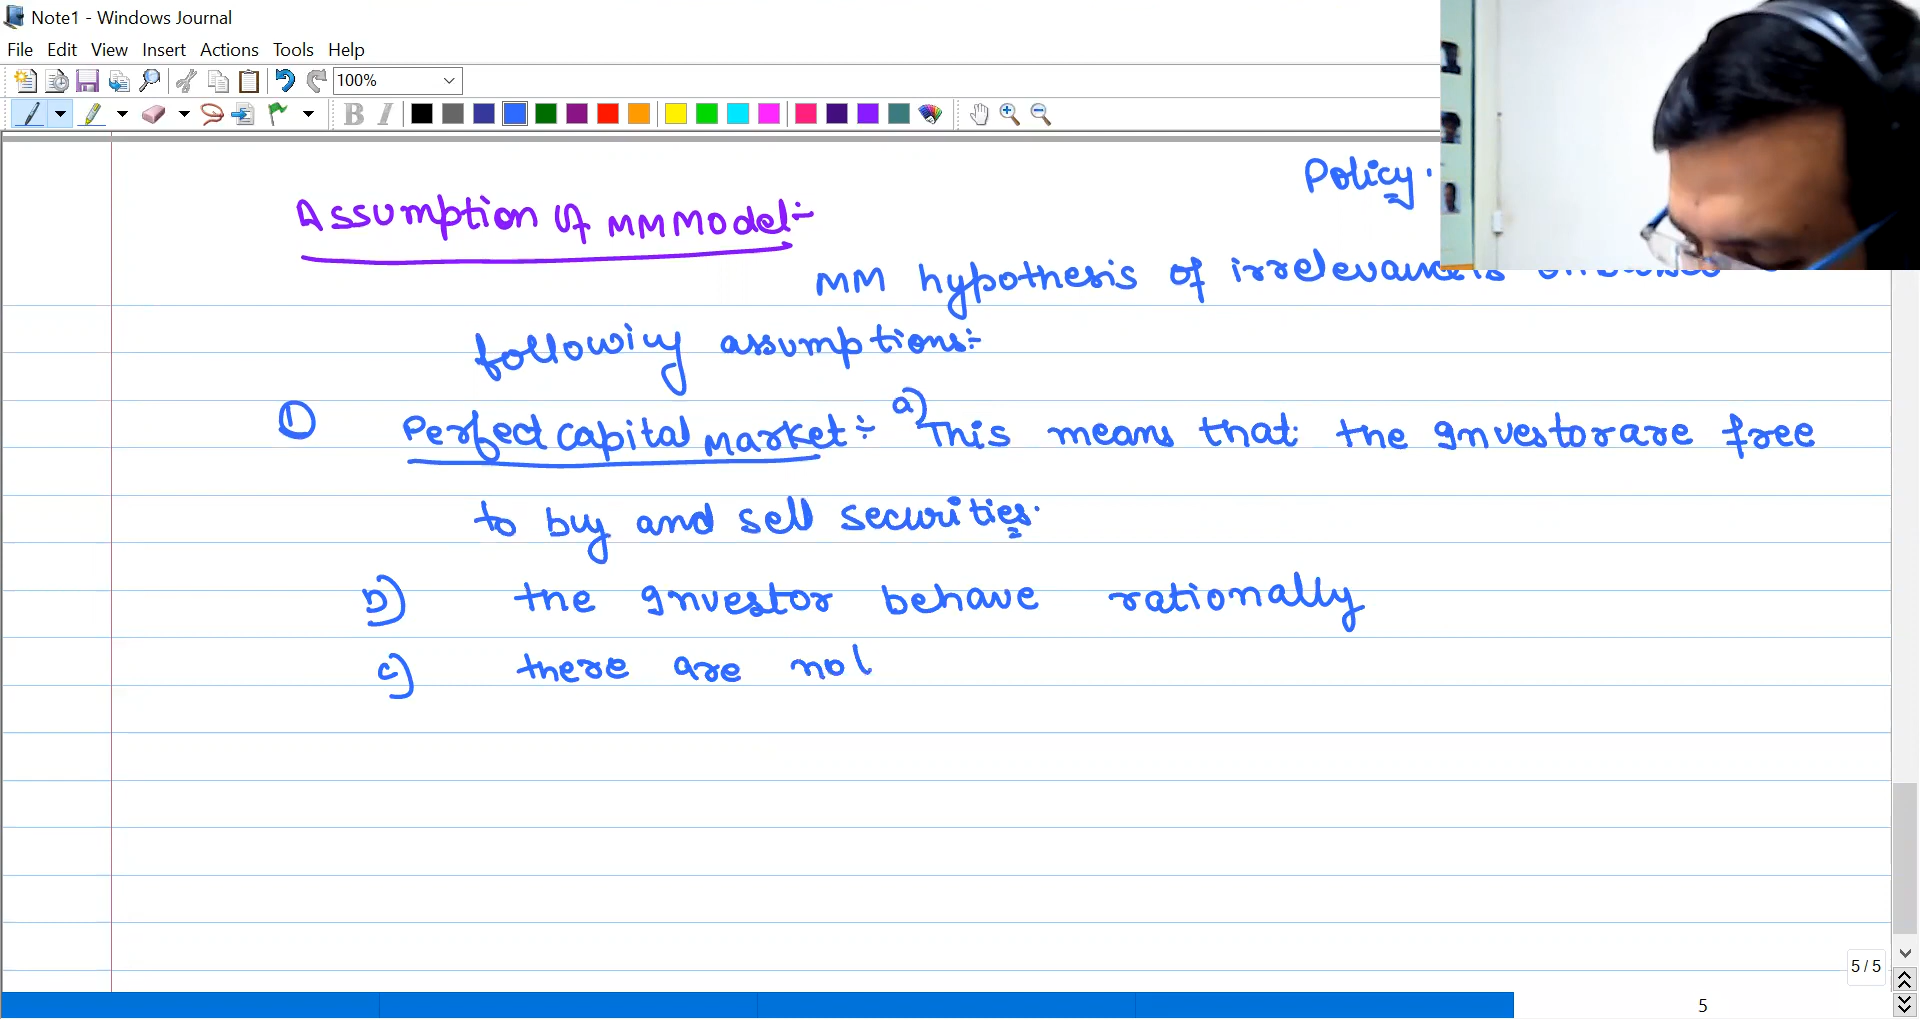 Note1 - Windows Journal
File Edit View Insert Actions Tools Help
100%
B I
Policy.
Assumption of MM Model:-
MM hypothesis of irrelevance is
following assumptions:-
① Perfect capital Market:- a) This means that the Investor are free
to buy and sell securities.
b) the Investor behave rationally
c) there are not
5 / 5
5